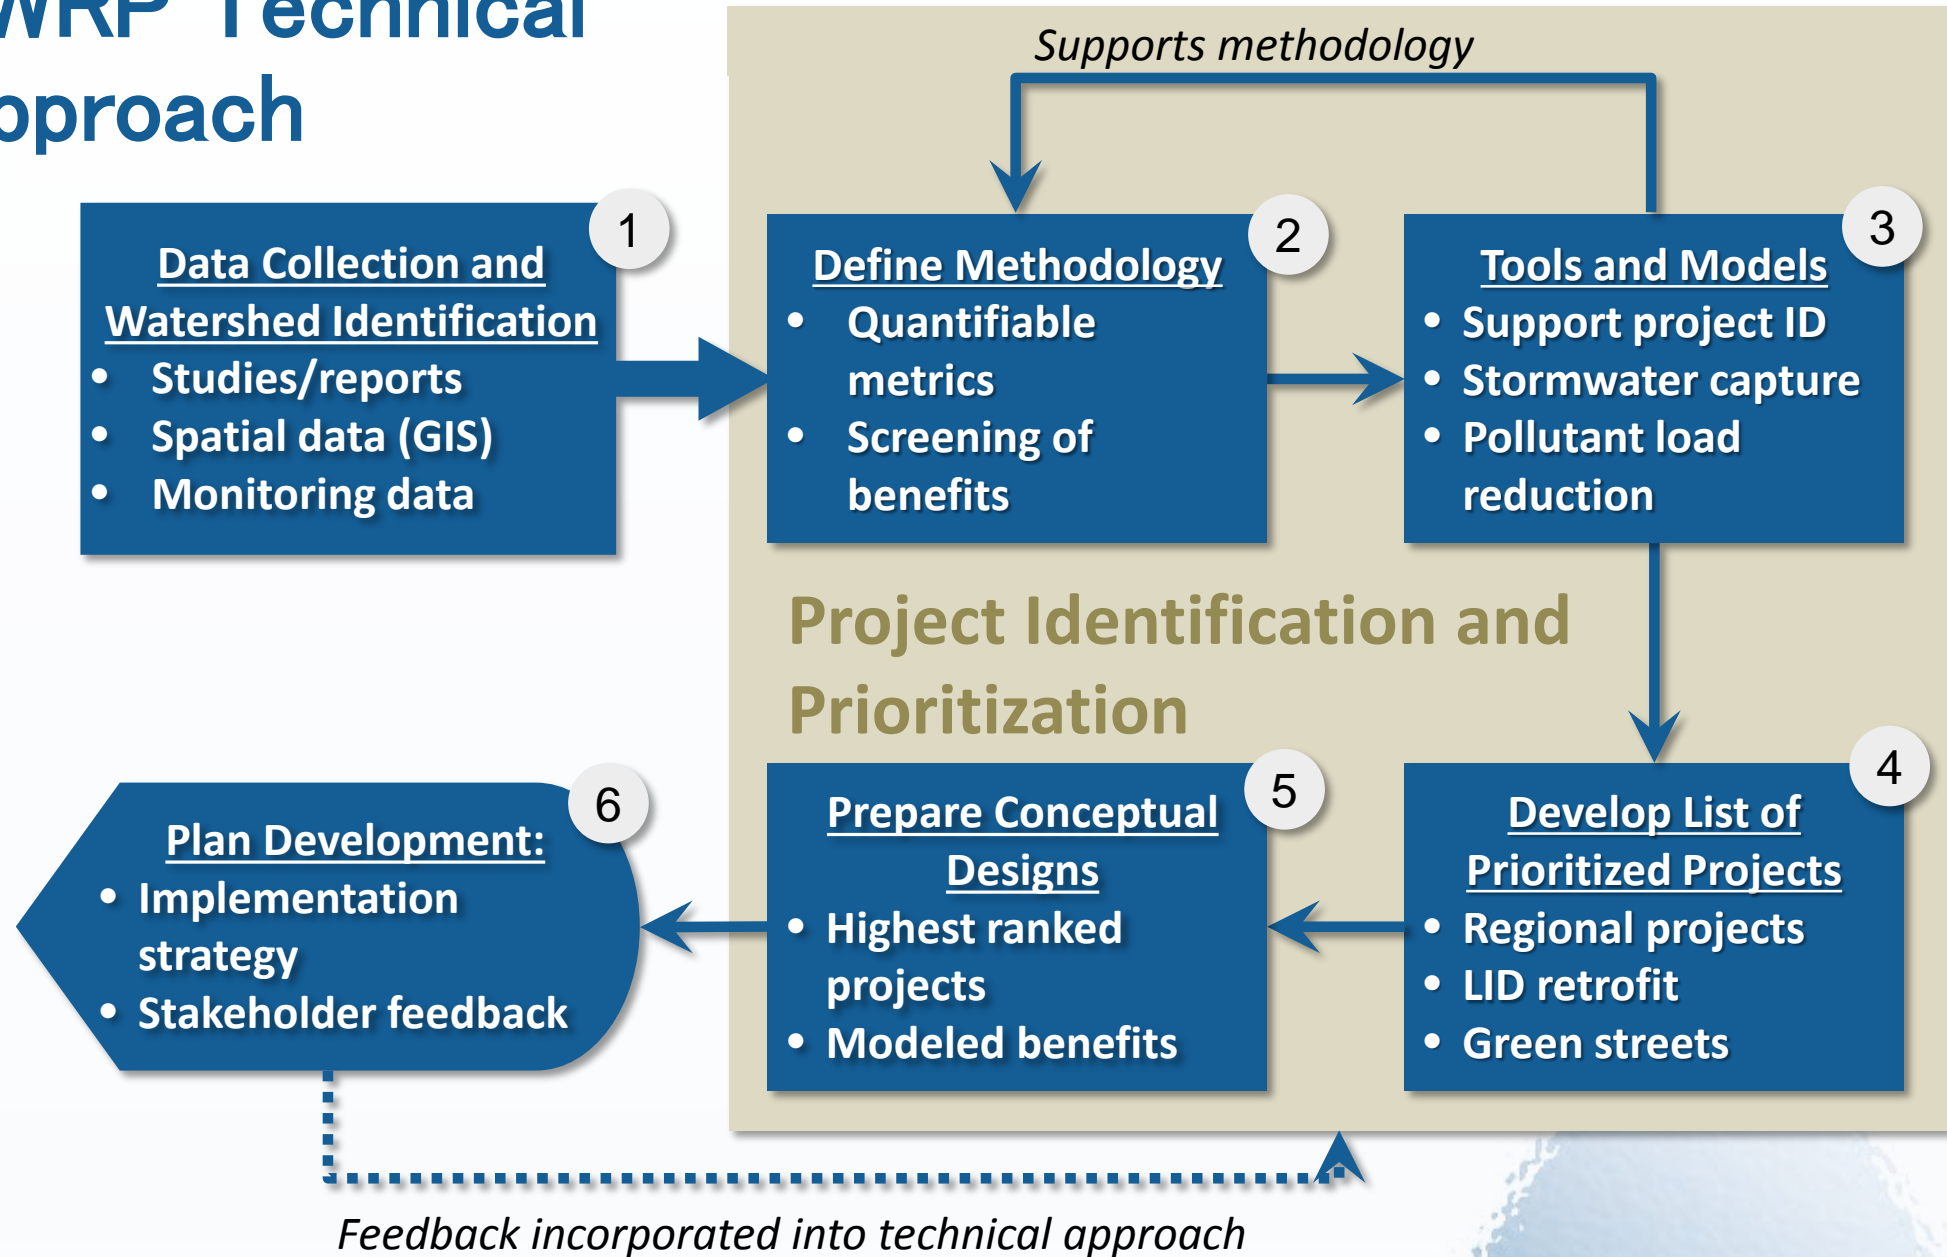 WRP Technical
pproach
Supports methodology
1
Data Collection and
Watershed Identification
• Studies/reports
• Spatial data (GIS)
• Monitoring data
2
Define Methodology
• Quantifiable
metrics
• Screening of
benefits
3
Tools and Models
• Support project ID
• Stormwater capture
• Pollutant load
reduction
Project Identification and
Prioritization
4
Develop List of
Prioritized Projects
• Regional projects
• LID retrofit
• Green streets
5
Prepare Conceptual
Designs
• Highest ranked
projects
• Modeled benefits
6
Plan Development:
• Implementation
strategy
• Stakeholder feedback
Feedback incorporated into technical approach